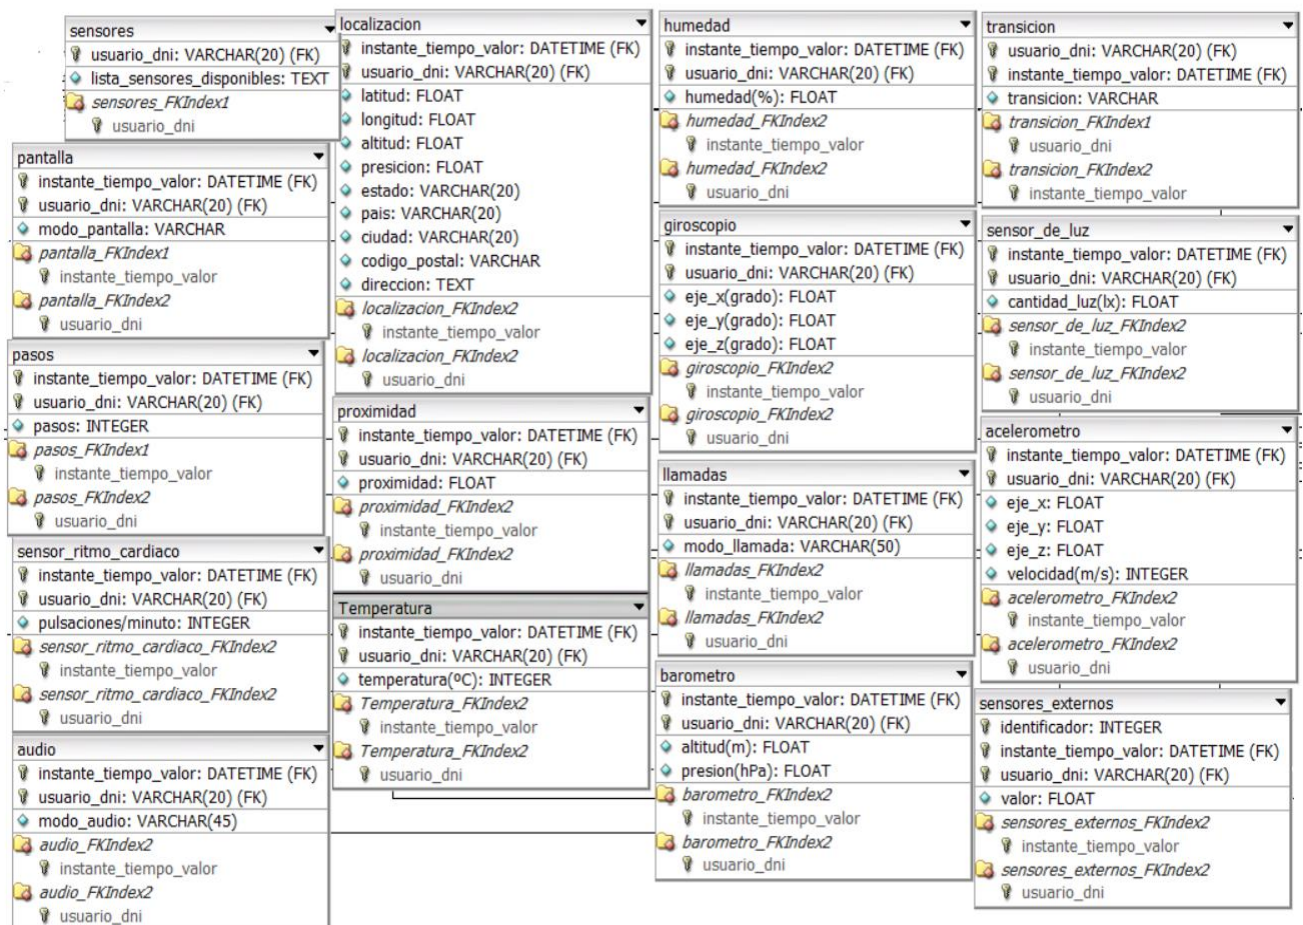 sensores
usuario_dni: VARCHAR(20) (FK)
lista_sensores_disponibles: TEXT
sensores_FKIndex1
usuario_dni
pantalla
instante_tiempo_valor: DATETIME (FK)
usuario_dni: VARCHAR(20) (FK)
modo_pantalla: VARCHAR
pantalla_FKIndex1
instante_tiempo_valor
pantalla_FKIndex2
usuario_dni
pasos
instante_tiempo_valor: DATETIME (FK)
usuario_dni: VARCHAR(20) (FK)
pasos: INTEGER
pasos_FKIndex1
instante_tiempo_valor
pasos_FKIndex2
usuario_dni
sensor_ritmo_cardiaco
instante_tiempo_valor: DATETIME (FK)
usuario_dni: VARCHAR(20) (FK)
pulsaciones/minuto: INTEGER
sensor_ritmo_cardiaco_FKIndex2
instante_tiempo_valor
sensor_ritmo_cardiaco_FKIndex2
usuario_dni
audio
instante_tiempo_valor: DATETIME (FK)
usuario_dni: VARCHAR(20) (FK)
modo_audio: VARCHAR(45)
audio_FKIndex2
instante_tiempo_valor
audio_FKIndex2
usuario_dni
localizacion
instante_tiempo_valor: DATETIME (FK)
usuario_dni: VARCHAR(20) (FK)
latitud: FLOAT
longitud: FLOAT
altitud: FLOAT
presicion: FLOAT
estado: VARCHAR(20)
pais: VARCHAR(20)
ciudad: VARCHAR(20)
codigo_postal: VARCHAR
direccion: TEXT
localizacion_FKIndex2
instante_tiempo_valor
localizacion_FKIndex2
usuario_dni
proximidad
instante_tiempo_valor: DATETIME (FK)
usuario_dni: VARCHAR(20) (FK)
proximidad: FLOAT
proximidad_FKIndex2
instante_tiempo_valor
proximidad_FKIndex2
usuario_dni
Temperatura
instante_tiempo_valor: DATETIME (FK)
usuario_dni: VARCHAR(20) (FK)
temperatura(ºC): INTEGER
Temperatura_FKIndex2
instante_tiempo_valor
Temperatura_FKIndex2
usuario_dni
humedad
instante_tiempo_valor: DATETIME (FK)
usuario_dni: VARCHAR(20) (FK)
humedad(%): FLOAT
humedad_FKIndex2
instante_tiempo_valor
humedad_FKIndex2
usuario_dni
giroscopio
instante_tiempo_valor: DATETIME (FK)
usuario_dni: VARCHAR(20) (FK)
eje_x(grado): FLOAT
eje_y(grado): FLOAT
eje_z(grado): FLOAT
giroscopio_FKIndex2
instante_tiempo_valor
giroscopio_FKIndex2
usuario_dni
llamadas
instante_tiempo_valor: DATETIME (FK)
usuario_dni: VARCHAR(20) (FK)
modo_llamada: VARCHAR(50)
llamadas_FKIndex2
instante_tiempo_valor
llamadas_FKIndex2
usuario_dni
barometro
instante_tiempo_valor: DATETIME (FK)
usuario_dni: VARCHAR(20) (FK)
altitud(m): FLOAT
presion(hPa): FLOAT
barometro_FKIndex2
instante_tiempo_valor
barometro_FKIndex2
usuario_dni
transicion
usuario_dni: VARCHAR(20) (FK)
instante_tiempo_valor: DATETIME (FK)
transicion: VARCHAR
transicion_FKIndex1
usuario_dni
transicion_FKIndex2
instante_tiempo_valor
sensor_de_luz
instante_tiempo_valor: DATETIME (FK)
usuario_dni: VARCHAR(20) (FK)
cantidad_luz(lx): FLOAT
sensor_de_luz_FKIndex2
instante_tiempo_valor
sensor_de_luz_FKIndex2
usuario_dni
acelerometro
instante_tiempo_valor: DATETIME (FK)
usuario_dni: VARCHAR(20) (FK)
eje_x: FLOAT
eje_y: FLOAT
eje_z: FLOAT
velocidad(m/s): INTEGER
acelerometro_FKIndex2
instante_tiempo_valor
acelerometro_FKIndex2
usuario_dni
sensores_externos
identificador: INTEGER
instante_tiempo_valor: DATETIME (FK)
usuario_dni: VARCHAR(20) (FK)
valor: FLOAT
sensores_externos_FKIndex2
instante_tiempo_valor
sensores_externos_FKIndex2
usuario_dni